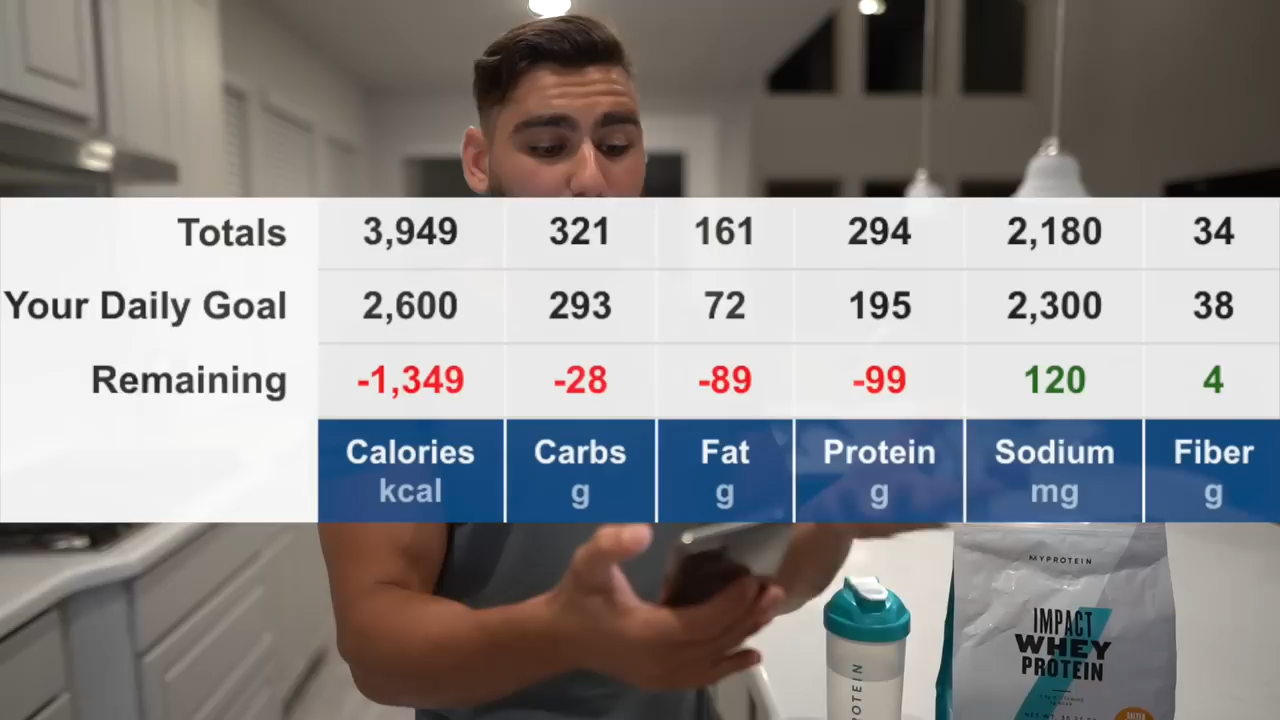 Totals 3,949 321 161 294 2,180 34
Your Daily Goal 2,600 293 72 195 2,300 38
Remaining -1,349 -28 -89 -99 120 4
Calories Carbs Fat Protein Sodium Fiber
kcal g g g mg g
MYPROTEIN
IMPACT
WHEY
PROTEIN
OTEIN